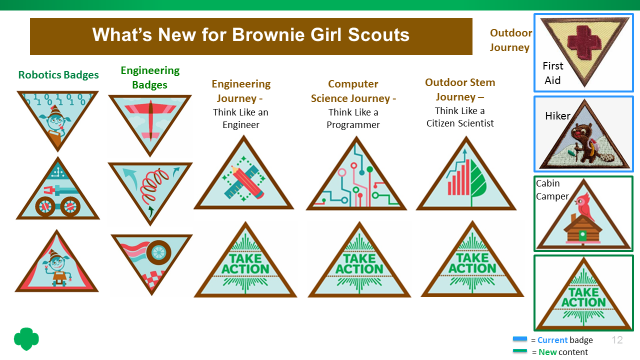 What's New for Brownie Girl Scouts
Robotics Badges
Engineering
Badges
Engineering
Journey -
Think Like an
Engineer
Computer
Science Journey -
Think Like a
Programmer
Outdoor Stem
Journey –
Think Like a
Citizen Scientist
Outdoor
Journey
First
Aid
Hiker
Cabin
Camper
TAKE
ACTION
TAKE
ACTION
TAKE
ACTION
TAKE
ACTION
= Current badge
= New content
12